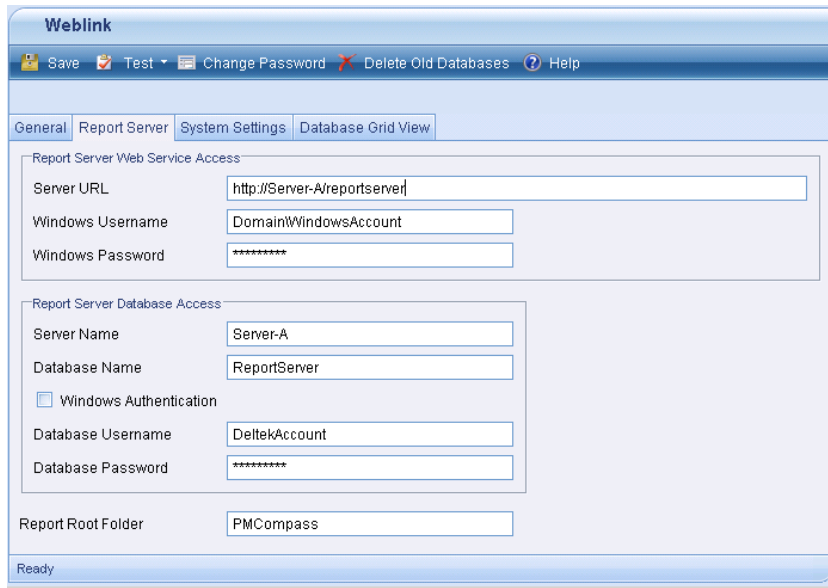 Weblink
Save Test Change Password Delete Old Databases Help
General Report Server System Settings Database Grid View
Report Server Web Service Access
Server URL http://Server-A/reportserver
Windows Username Domain\WindowsAccount
Windows Password *********
Report Server Database Access
Server Name Server-A
Database Name ReportServer
Windows Authentication
Database Username DeltekAccount
Database Password *********
Report Root Folder PMCompass
Ready